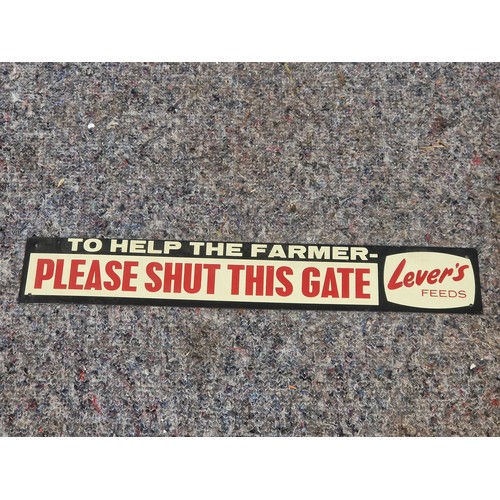 TO HELP THE FARMER-
PLEASE SHUT THIS GATE
Lever's
FEEDS